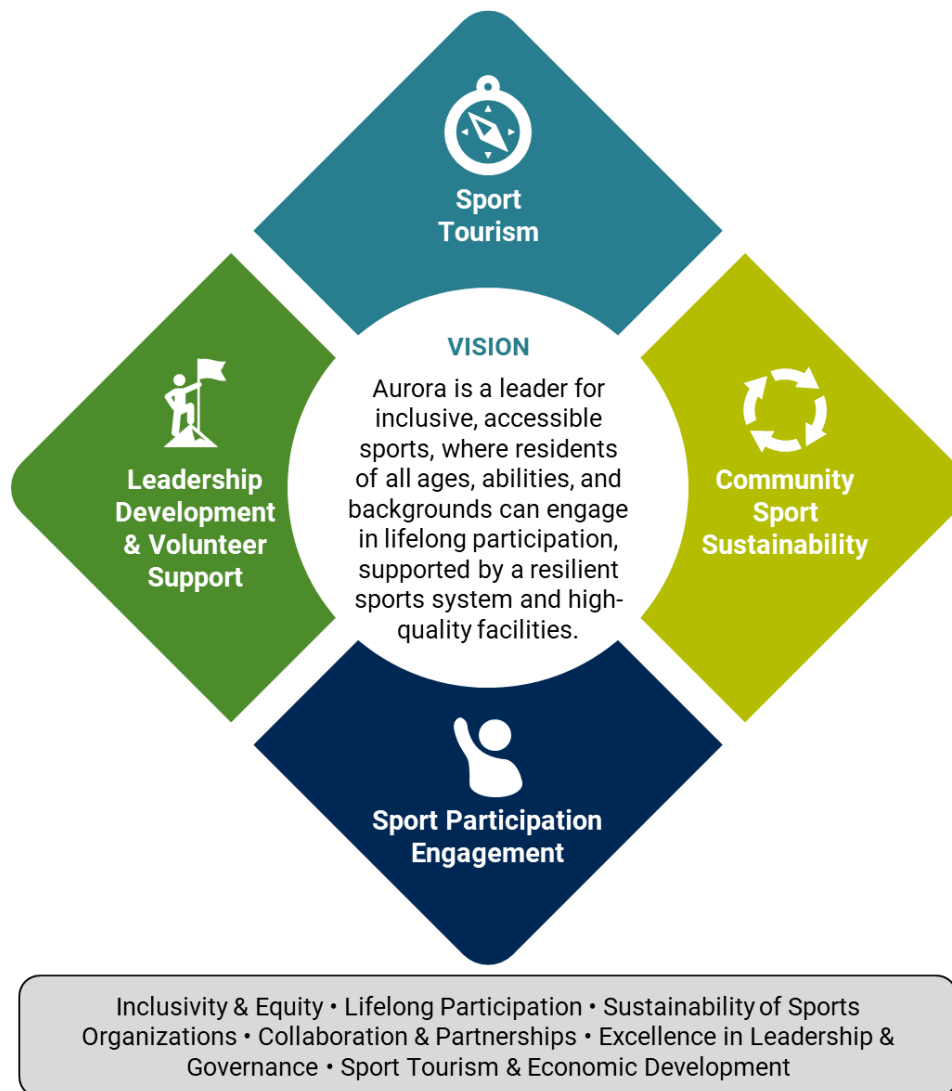 Sport
Tourism
VISION
Aurora is a leader for
inclusive, accessible
sports, where residents
of all ages, abilities, and
backgrounds can engage
in lifelong participation,
supported by a resilient
sports system and high-
quality facilities.
Leadership
Development
& Volunteer
Support
Community
Sport
Sustainability
Sport Participation
Engagement
Inclusivity & Equity • Lifelong Participation • Sustainability of Sports
Organizations • Collaboration & Partnerships • Excellence in Leadership &
Governance • Sport Tourism & Economic Development